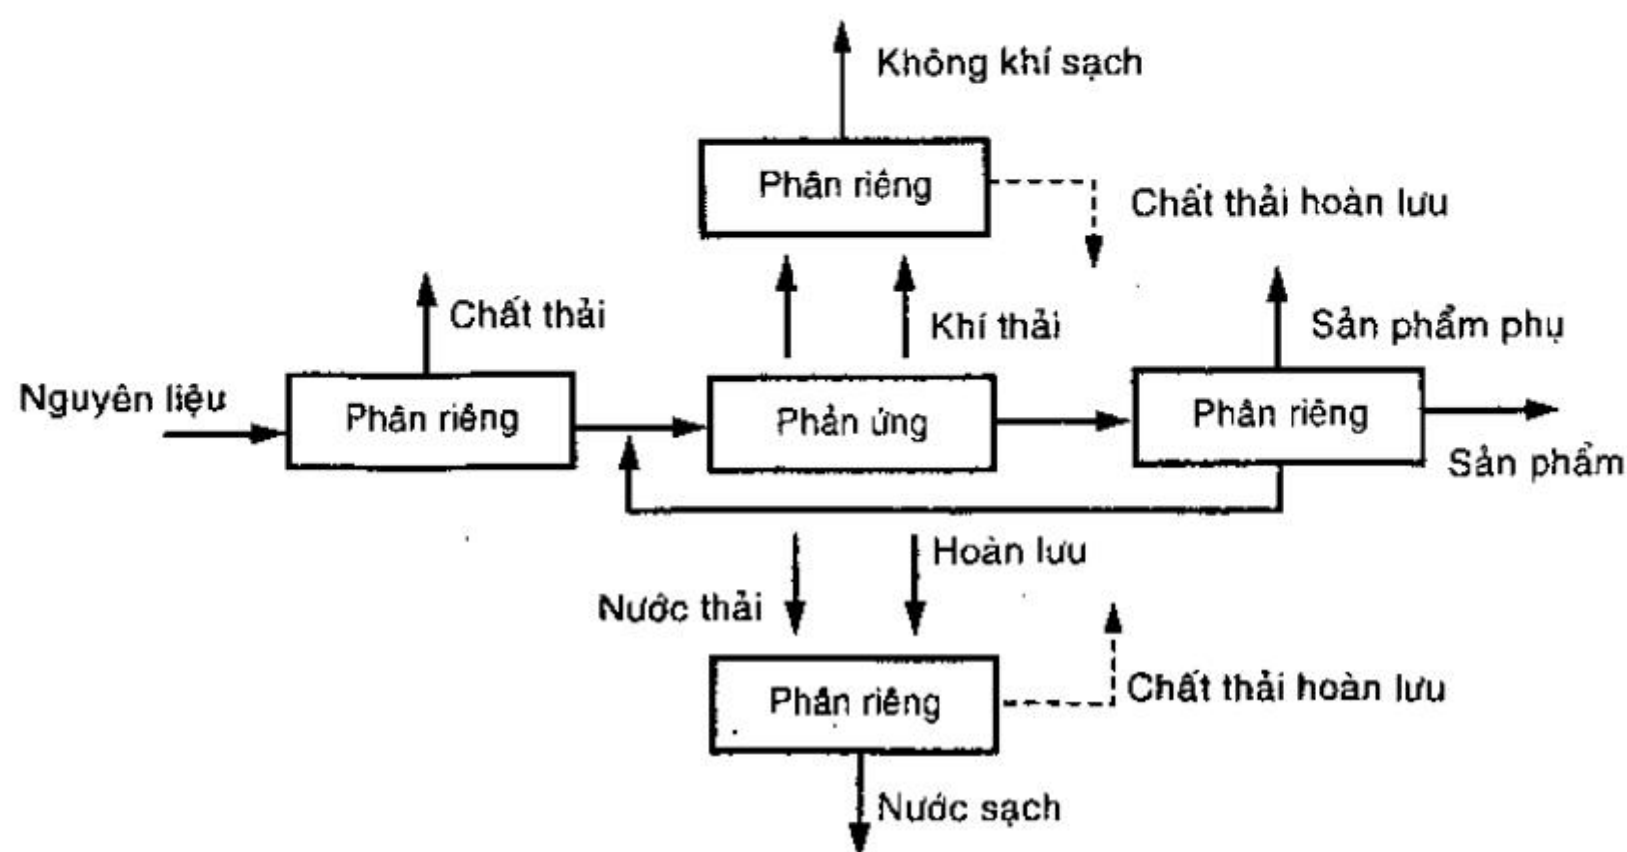 Không khí sạch
Phân riêng
Chất thải hoàn lưu
Chất thải
Khí thải
Sản phẩm phụ
Nguyên liệu
Phân riêng
Phản ứng
Phân riêng
Sản phẩm
Hoàn lưu
Nước thải
Phân riêng
Chất thải hoàn lưu
Nước sạch